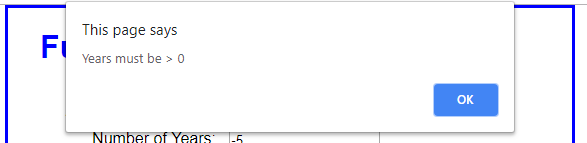 This page says
Fu
Years must be > 0
OK
Number of Years: -5